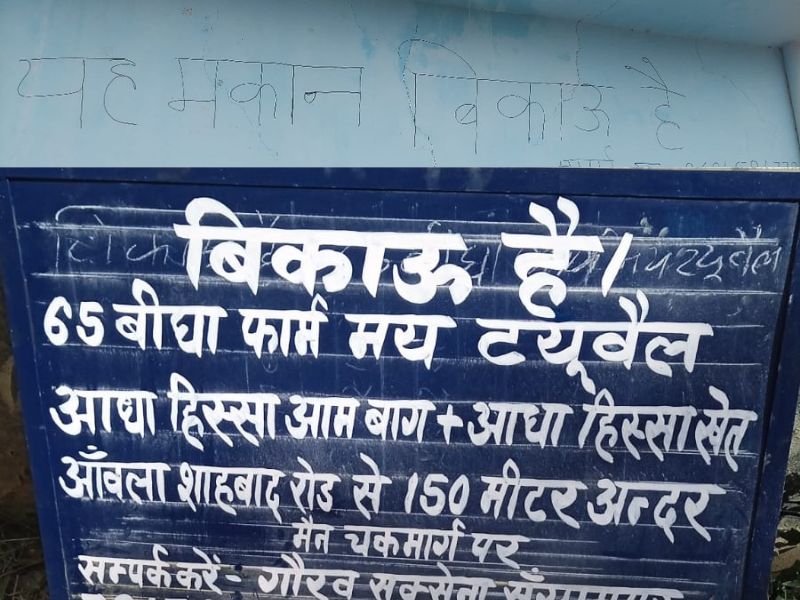 यह मकान बिकाऊ है
बिकाऊ है।
65 बीघा फार्म मय टयूवैल
आधा हिस्सा आम बाग + आधा हिस्सा खेत
आँवला शाहबाद रोड से 150 मीटर अन्दर
मैन चकमार्ग पर
सम्पर्क करें - गौरव सक्सेना